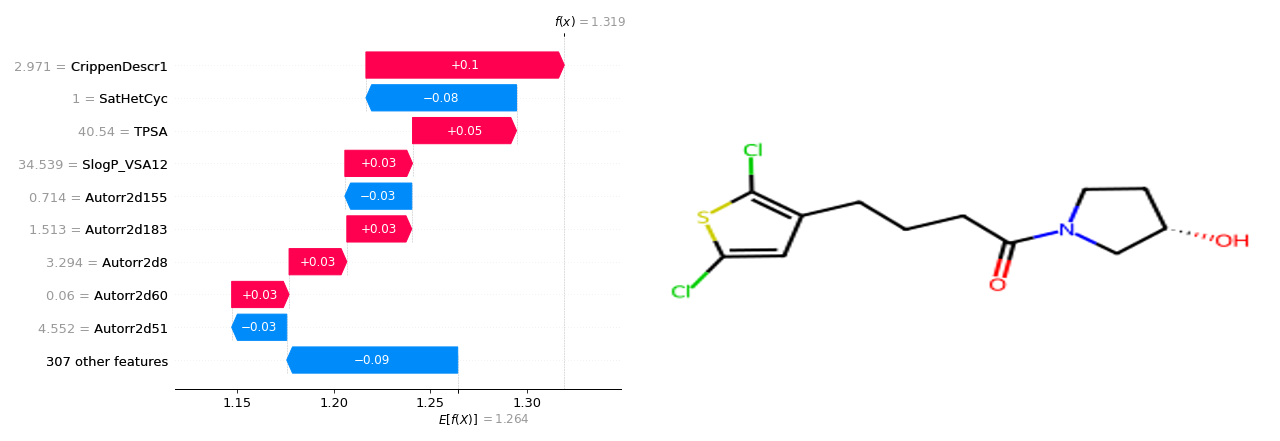 f(x) = 1.319
2.971 = CrippenDescr1
+0.1
1 = SatHetCyc
−0.08
40.54 = TPSA
+0.05
34.539 = SlogP_VSA12
+0.03
0.714 = Autorr2d155
−0.03
1.513 = Autorr2d183
+0.03
3.294 = Autorr2d8
+0.03
0.06 = Autorr2d60
+0.03
4.552 = Autorr2d51
−0.03
307 other features
−0.09
1.15 1.20 1.25 1.30
E[f(X)] = 1.264
Cl
S
Cl
O
N
OH